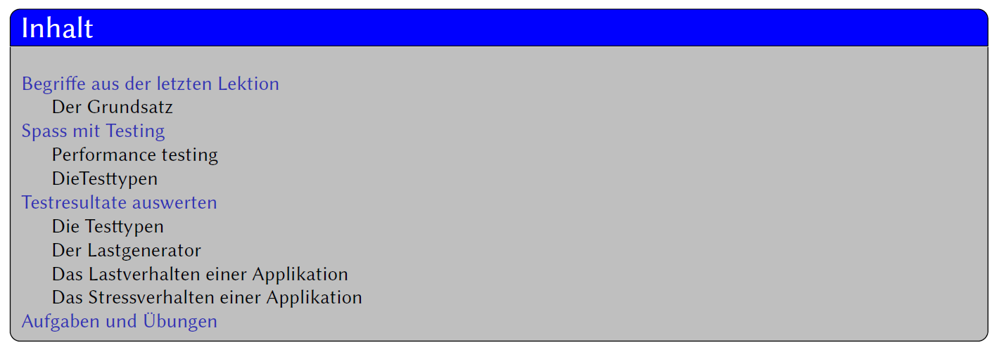 Inhalt
Begriffe aus der letzten Lektion
Der Grundsatz
Spass mit Testing
Performance testing
DieTesttypen
Testresultate auswerten
Die Testtypen
Der Lastgenerator
Das Lastverhalten einer Applikation
Das Stressverhalten einer Applikation
Aufgaben und Übungen